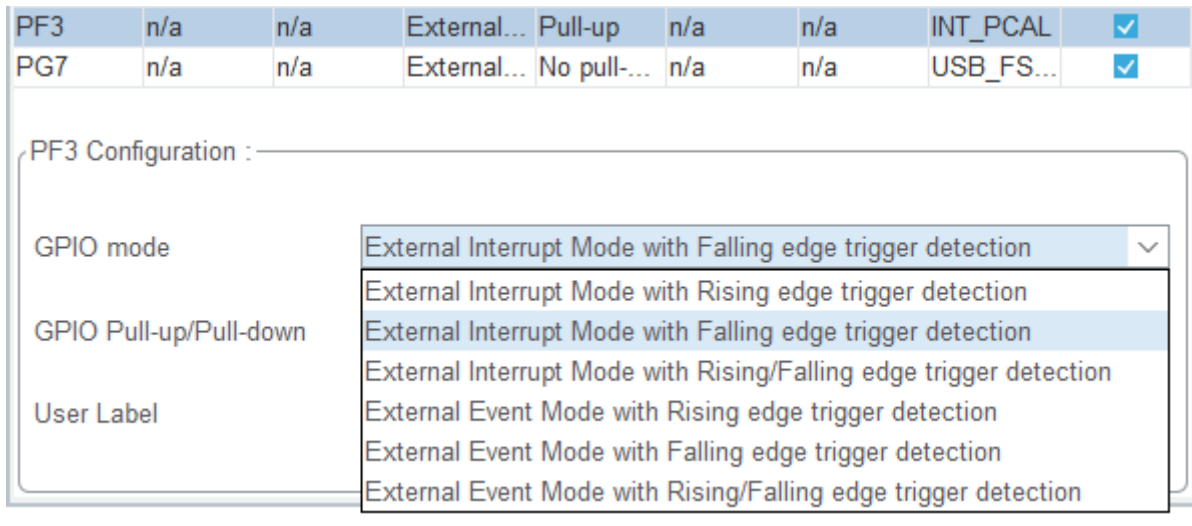 PF3 n/a n/a External... Pull-up n/a n/a INT_PCAL
PG7 n/a n/a External... No pull-... n/a n/a USB_FS...
PF3 Configuration :
GPIO mode External Interrupt Mode with Falling edge trigger detection
External Interrupt Mode with Rising edge trigger detection
GPIO Pull-up/Pull-down External Interrupt Mode with Falling edge trigger detection
External Interrupt Mode with Rising/Falling edge trigger detection
User Label External Event Mode with Rising edge trigger detection
External Event Mode with Falling edge trigger detection
External Event Mode with Rising/Falling edge trigger detection